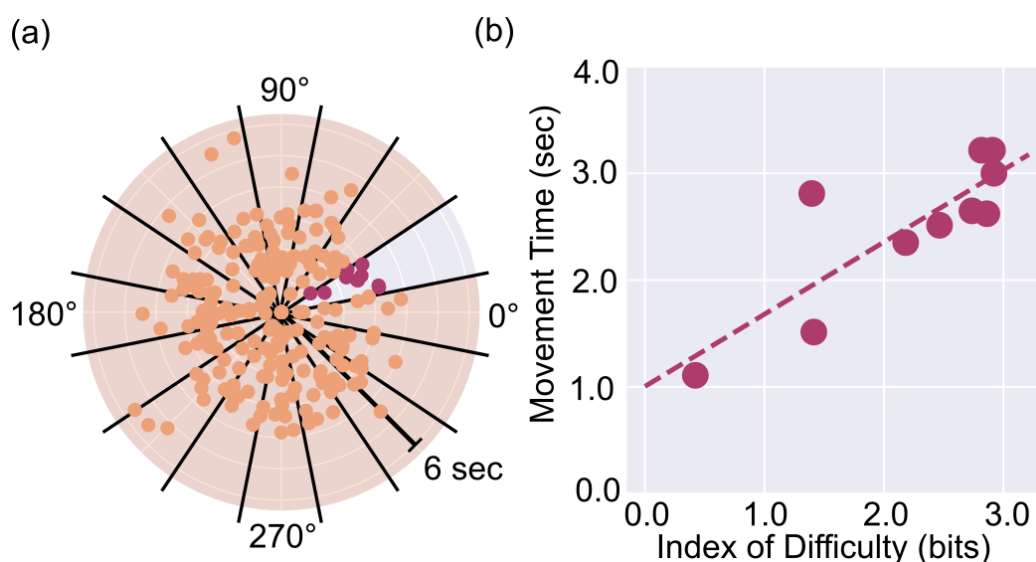 (a)
90°
180°
0°
6 sec
270°
(b)
Movement Time (sec)
4.0
3.0
2.0
1.0
0.0
0.0 1.0 2.0 3.0
Index of Difficulty (bits)